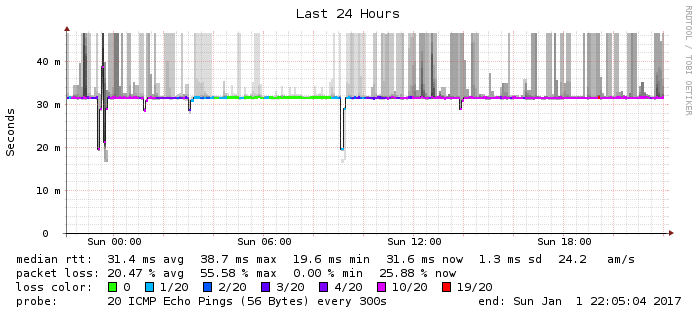 Last 24 Hours
RRDTOOL / TOBI OETIKER
Seconds
40 m
30 m
20 m
10 m
0
Sun 00:00 Sun 06:00 Sun 12:00 Sun 18:00
median rtt: 31.4 ms avg 38.7 ms max 19.6 ms min 31.6 ms now 1.3 ms sd 24.2 am/s
packet loss: 20.47 % avg 55.58 % max 0.00 % min 25.88 % now
loss color: 0 1/20 2/20 3/20 4/20 10/20 19/20
probe: 20 ICMP Echo Pings (56 Bytes) every 300s end: Sun Jan 1 22:05:04 2017